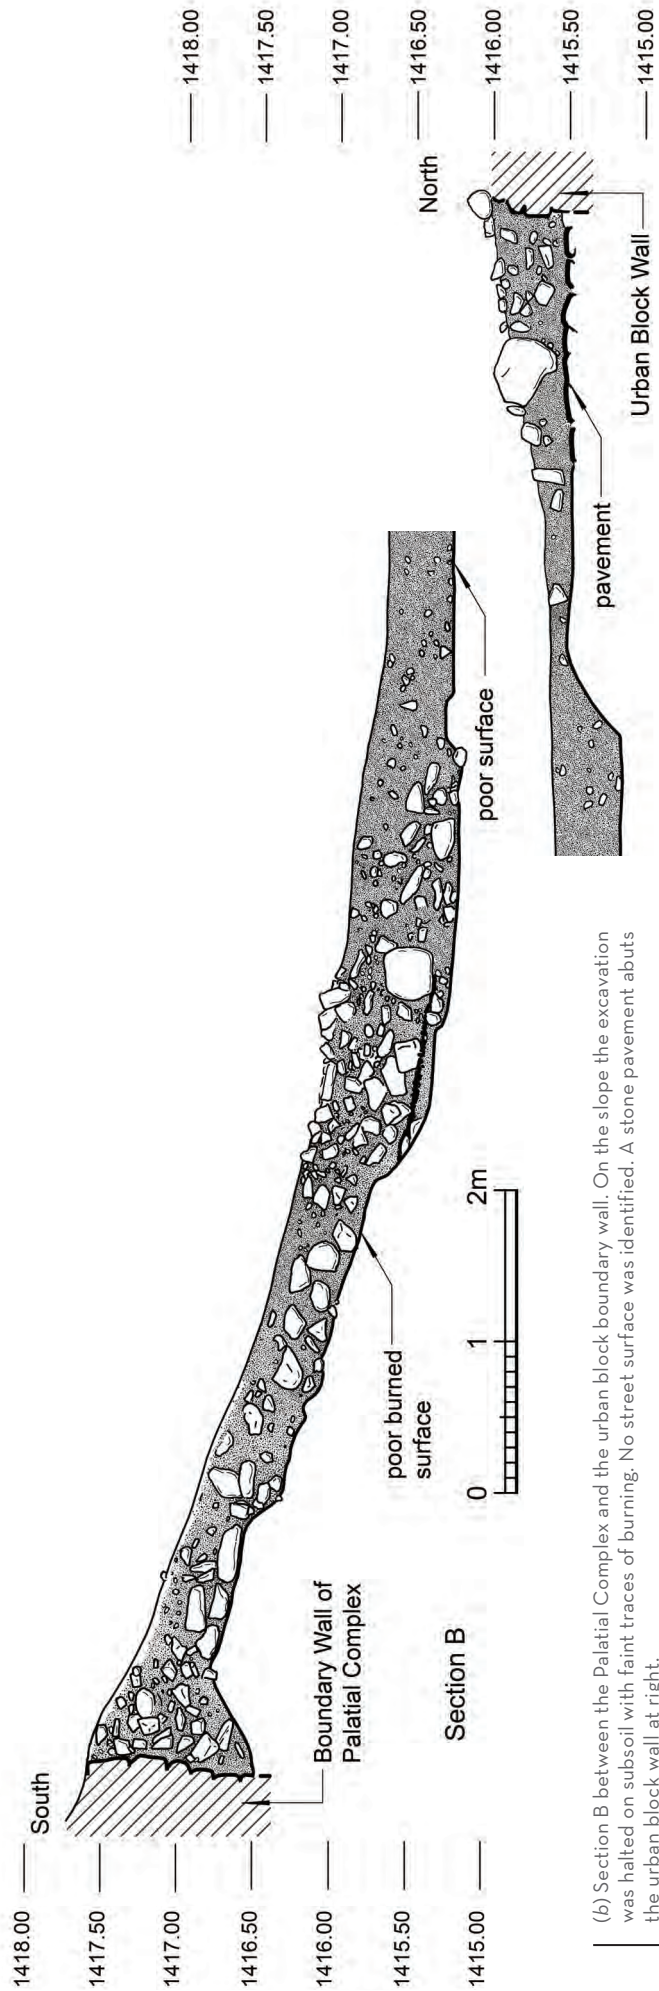 South
North
1418.00
1417.50
1417.00
1416.50
1416.00
1415.50
1415.00
1418.00
1417.50
1417.00
1416.50
1416.00
1415.50
1415.00
Boundary Wall of
Palatial Complex
poor burned
surface
poor surface
pavement
Urban Block Wall
Section B
0 1 2m
(b) Section B between the Palatial Complex and the urban block boundary wall. On the slope the excavation
was halted on subsoil with faint traces of burning. No street surface was identified. A stone pavement abuts
the urban block wall at right.